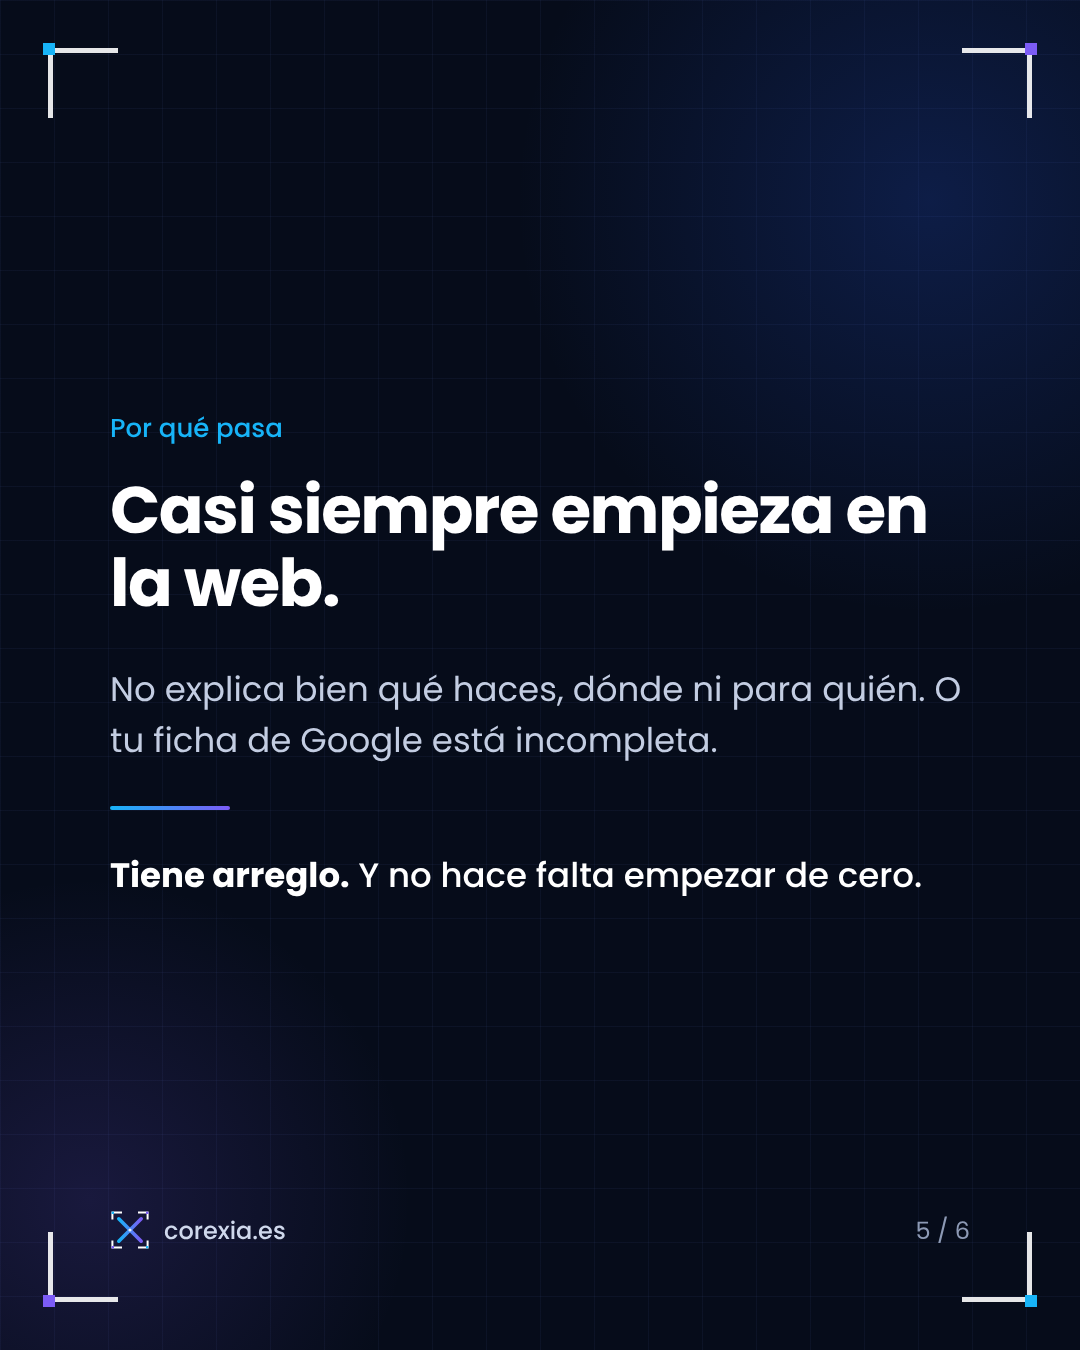 Por qué pasa
Casi siempre empieza en
la web.
No explica bien qué haces, dónde ni para quién. O
tu ficha de Google está incompleta.
Tiene arreglo. Y no hace falta empezar de cero.
corexia.es
5 / 6